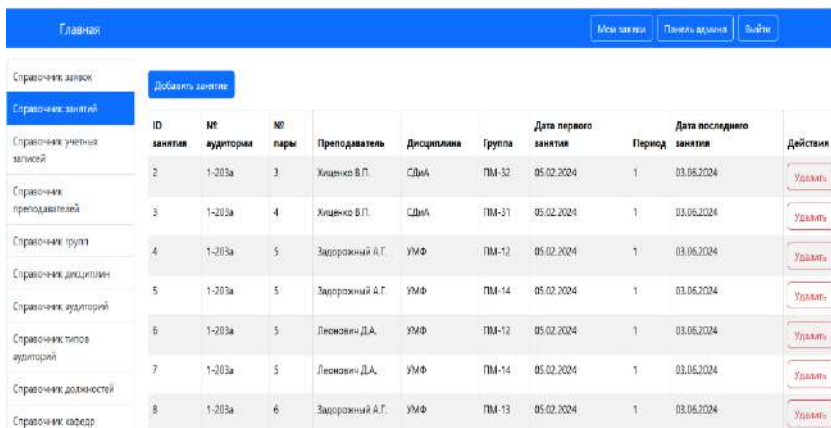 Главная Мои заявки Панель админа Выйти
Справочник заявок
Справочник занятий
Справочник учетных
записей
Справочник
преподавателей
Справочник групп
Справочник дисциплин
Справочник аудиторий
Справочник типов
аудиторий
Справочник должностей
Справочник кафедр
Добавить занятие
ID занятия № аудитории № пары Преподаватель Дисциплина Группа Дата первого занятия Период Дата последнего занятия Действия
2 1-203а 3 Хиценко В.П. СДиА ПМ-32 05.02.2024 1 03.06.2024 Удалить
3 1-203а 4 Хиценко В.П. СДиА ПМ-31 05.02.2024 1 03.06.2024 Удалить
4 1-203а 5 Задорожный А.Г. УМФ ПМ-12 05.02.2024 1 03.06.2024 Удалить
5 1-203а 5 Задорожный А.Г. УМФ ПМ-14 05.02.2024 1 03.06.2024 Удалить
6 1-203а 5 Леонович Д.А. УМФ ПМ-12 05.02.2024 1 03.06.2024 Удалить
7 1-203а 5 Леонович Д.А. УМФ ПМ-14 05.02.2024 1 03.06.2024 Удалить
8 1-203а 6 Задорожный А.Г. УМФ ПМ-13 05.02.2024 1 03.06.2024 Удалить